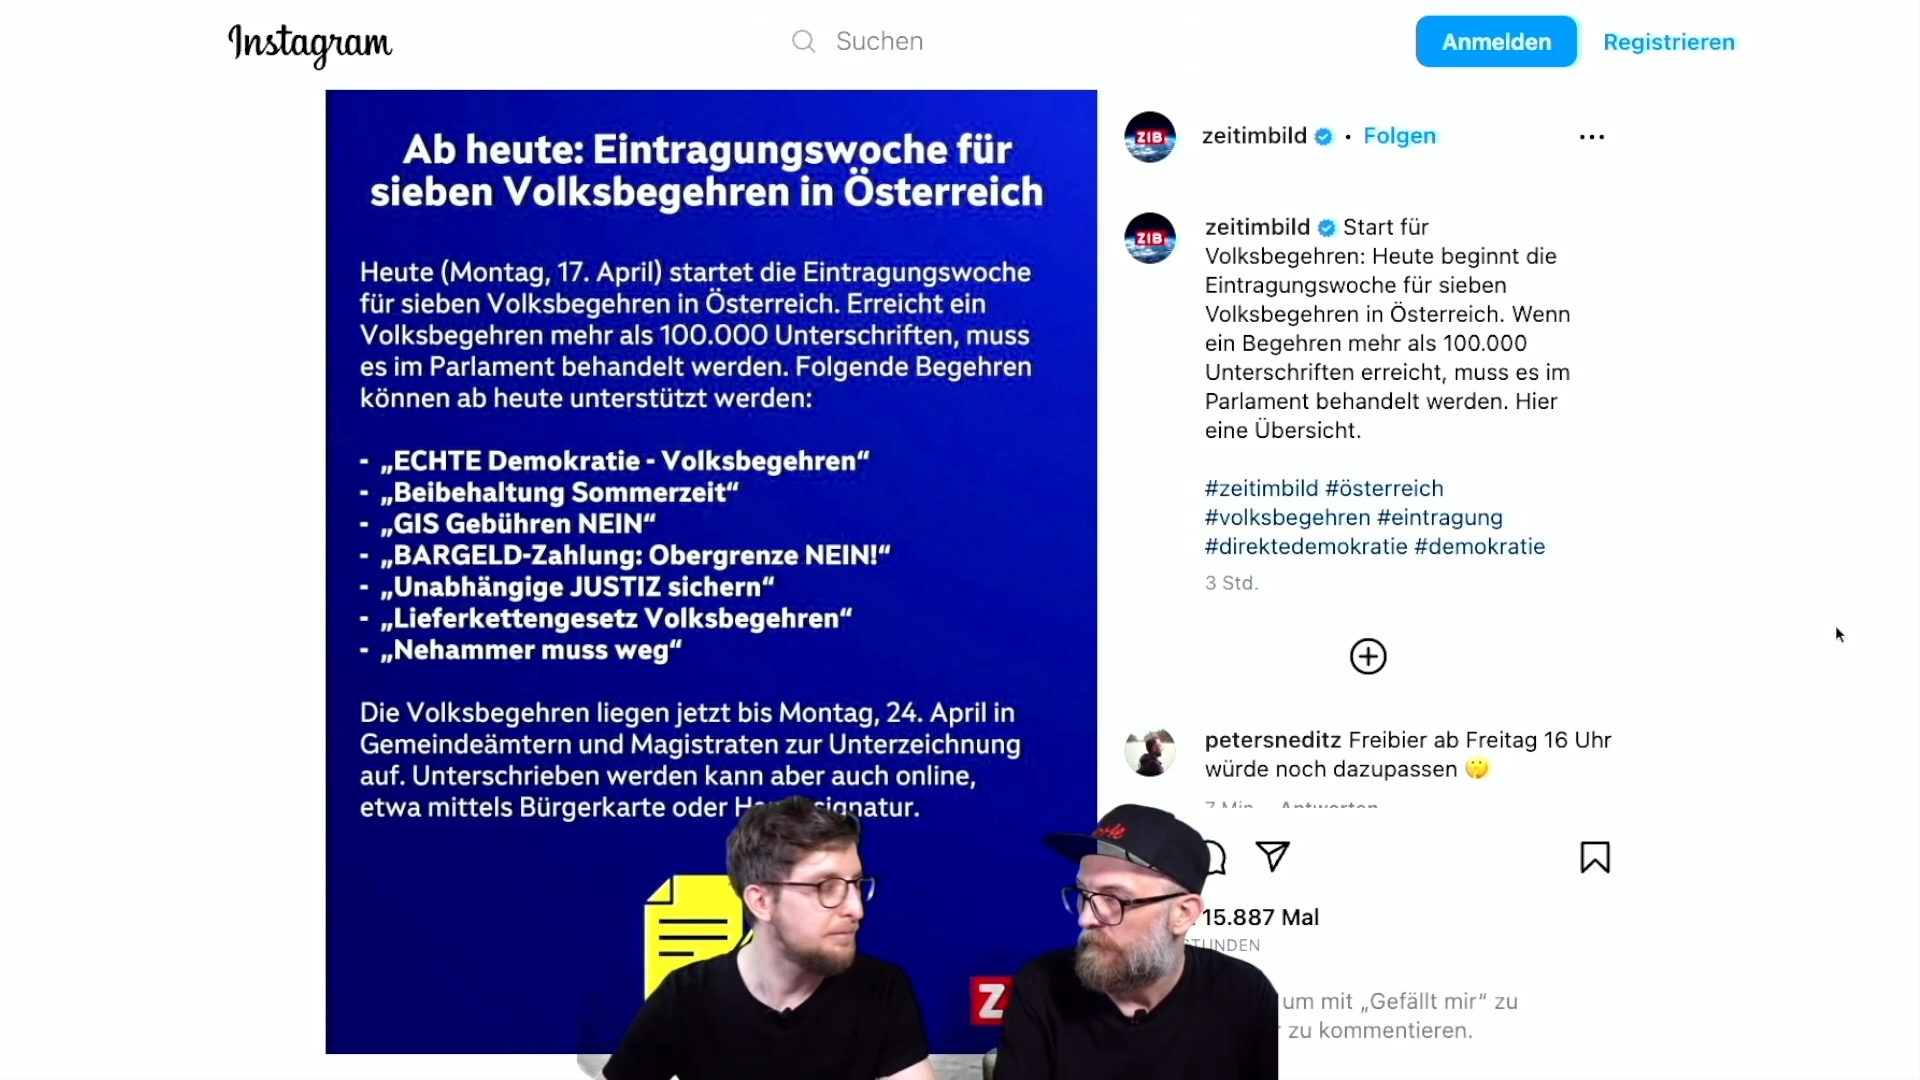 Instagram
Suchen
Anmelden
Registrieren
Ab heute: Eintragungswoche für
sieben Volksbegehren in Österreich
Heute (Montag, 17. April) startet die Eintragungswoche
für sieben Volksbegehren in Österreich. Erreicht ein
Volksbegehren mehr als 100.000 Unterschriften, muss
es im Parlament behandelt werden. Folgende Begehren
können ab heute unterstützt werden:
- „ECHTE Demokratie - Volksbegehren“
- „Beibehaltung Sommerzeit“
- „GIS Gebühren NEIN“
- „BARGELD-Zahlung: Obergrenze NEIN!“
- „Unabhängige JUSTIZ sichern“
- „Lieferkettengesetz Volksbegehren“
- „Nehammer muss weg“
Die Volksbegehren liegen jetzt bis Montag, 24. April in
Gemeindeämtern und Magistraten zur Unterzeichnung
auf. Unterschrieben werden kann aber auch online,
etwa mittels Bürgerkarte oder
Z
ZIB
zeitimbild • Folgen
ZIB
zeitimbild Start für
Volksbegehren: Heute beginnt die
Eintragungswoche für sieben
Volksbegehren in Österreich. Wenn
ein Begehren mehr als 100.000
Unterschriften erreicht, muss es im
Parlament behandelt werden. Hier
eine Übersicht.
#zeitimbild #österreich
#volksbegehren #eintragung
#direktedemokratie #demokratie
3 Std.
petersneditz Freibier ab Freitag 16 Uhr
würde noch dazupassen 🤫
7 Min. Antworten
15.887 Mal
um mit „Gefällt mir“ zu
zu kommentieren.